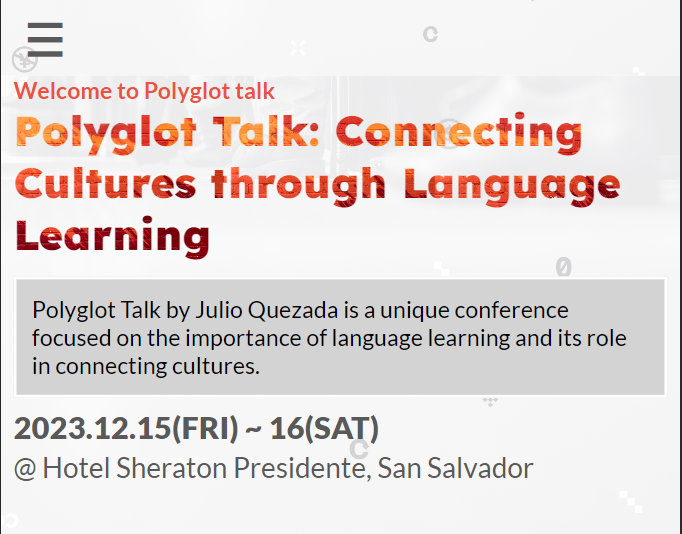 Welcome to Polyglot talk
Polyglot Talk: Connecting
Cultures through Language
Learning
Polyglot Talk by Julio Quezada is a unique conference
focused on the importance of language learning and its role
in connecting cultures.
2023.12.15(FRI) ~ 16(SAT)
@ Hotel Sheraton Presidente, San Salvador